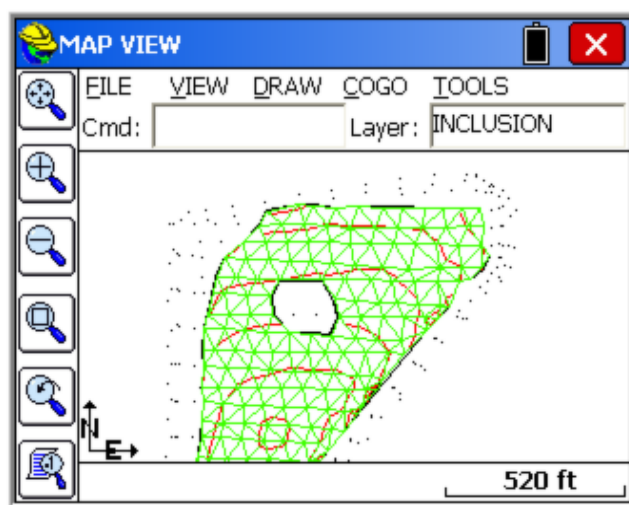 MAP VIEW
FILE VIEW DRAW COGO TOOLS
Cmd: Layer: INCLUSION
N
E
520 ft